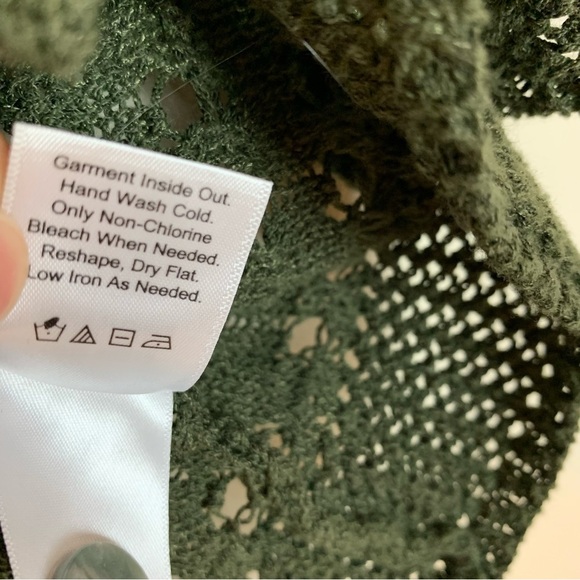 Garment Inside Out.
Hand Wash Cold.
Only Non-Chlorine
Bleach When Needed.
Reshape, Dry Flat.
Low Iron As Needed.